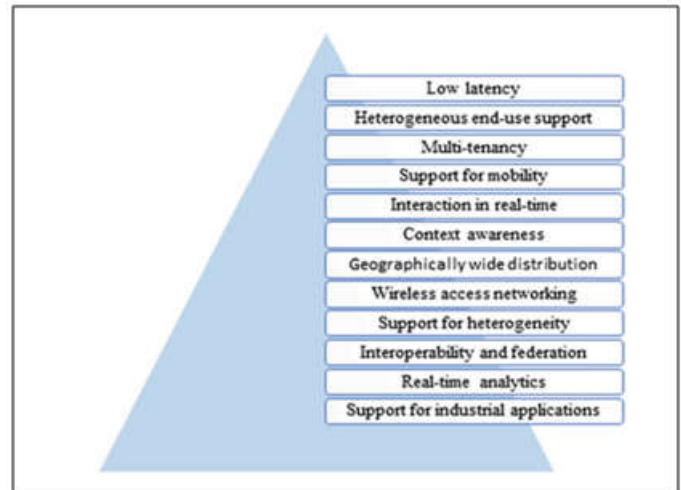 Low latency
Heterogeneous end-use support
Multi-tenancy
Support for mobility
Interaction in real-time
Context awareness
Geographically wide distribution
Wireless access networking
Support for heterogeneity
Interoperability and federation
Real-time analytics
Support for industrial applications